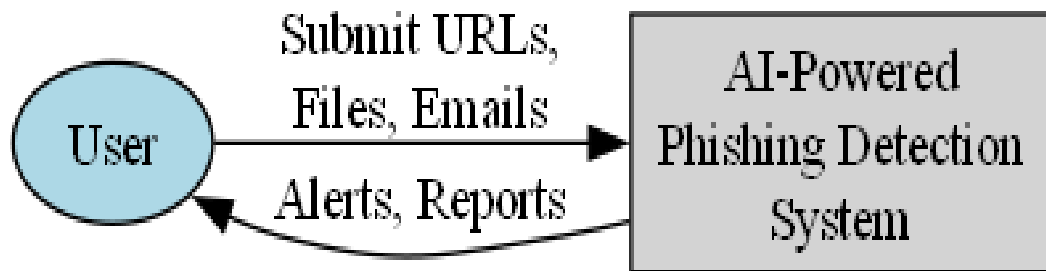 User
Submit URLs,
Files, Emails
Alerts, Reports
AI-Powered
Phishing Detection
System